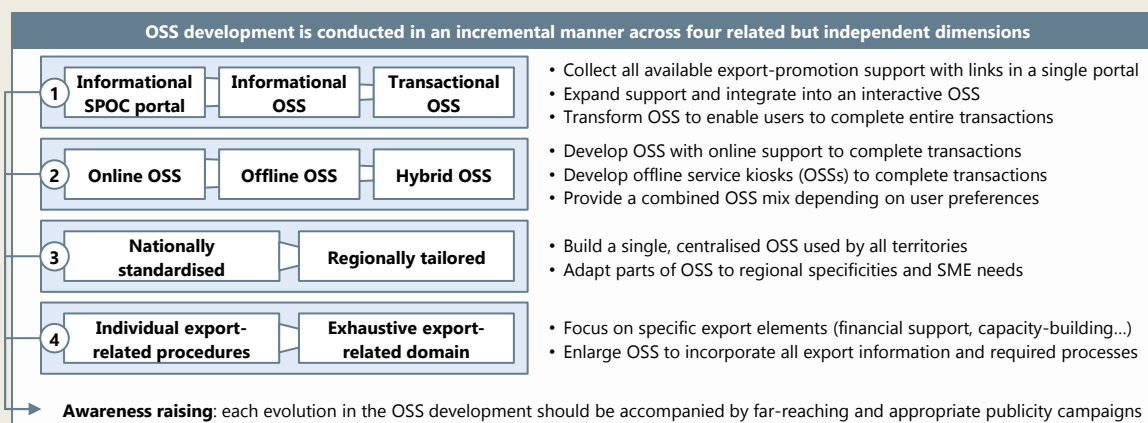 OSS development is conducted in an incremental manner across four related but independent dimensions
1
Informational SPOC portal
Informational OSS
Transactional OSS
• Collect all available export-promotion support with links in a single portal
• Expand support and integrate into an interactive OSS
• Transform OSS to enable users to complete entire transactions
2
Online OSS
Offline OSS
Hybrid OSS
• Develop OSS with online support to complete transactions
• Develop offline service kiosks (OSSs) to complete transactions
• Provide a combined OSS mix depending on user preferences
3
Nationally standardised
Regionally tailored
• Build a single, centralised OSS used by all territories
• Adapt parts of OSS to regional specificities and SME needs
4
Individual export-related procedures
Exhaustive export-related domain
• Focus on specific export elements (financial support, capacity-building…)
• Enlarge OSS to incorporate all export information and required processes
Awareness raising: each evolution in the OSS development should be accompanied by far-reaching and appropriate publicity campaigns